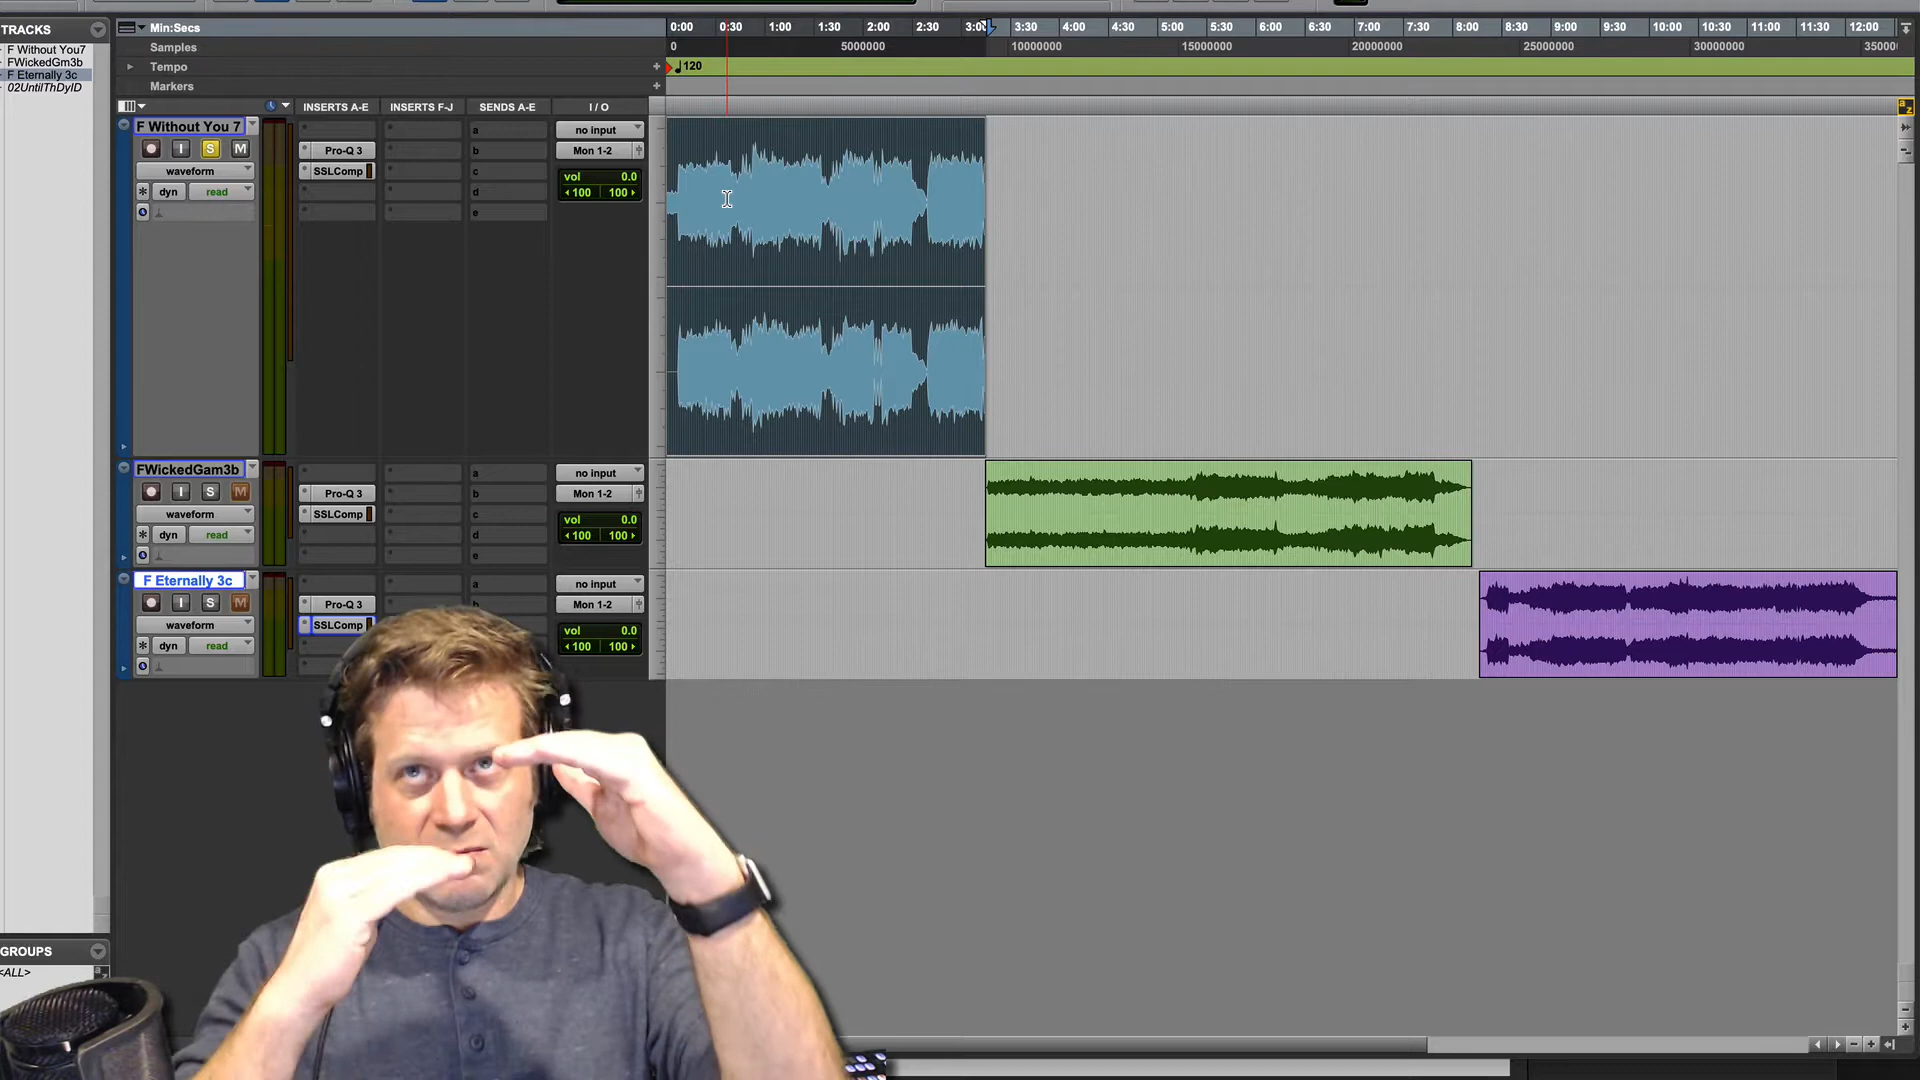 TRACKS
F Without You7
FWickedGm3b
F Eternally 3c
02UntilThDyID
Min:Secs
0:00 0:30 1:00 1:30 2:00 2:30 3:00 3:30 4:00 4:30 5:00 5:30 6:00 6:30 7:00 7:30 8:00 8:30 9:00 9:30 10:00 10:30 11:00 11:30 12:00
Samples
0 5000000 10000000 15000000 20000000 25000000 30000000
Tempo
120
Markers
INSERTS A-E INSERTS F-J SENDS A-E I / O
F Without You 7
I S M
waveform
dyn read
Pro-Q 3
SSLComp
a
b
c
d
e
no input
Mon 1-2
vol 0.0
100 100
FWickedGam3b
I S M
waveform
dyn read
Pro-Q 3
SSLComp
a
b
c
d
e
no input
Mon 1-2
vol 0.0
100 100
F Eternally 3c
I S M
waveform
dyn read
Pro-Q 3
SSLComp
a
no input
Mon 1-2
vol 0.0
100 100
GROUPS
<ALL>
a
z